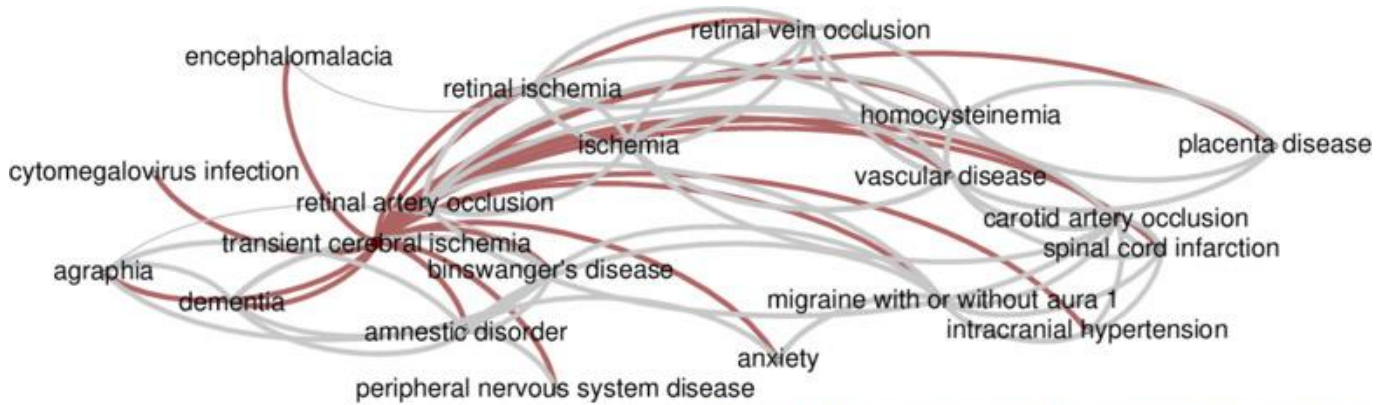 retinal vein occlusion
encephalomalacia
retinal ischemia
homocysteinemia
ischemia
placenta disease
cytomegalovirus infection
vascular disease
retinal artery occlusion
carotid artery occlusion
transient cerebral ischemia
spinal cord infarction
agraphia
binswanger's disease
dementia
migraine with or without aura 1
amnestic disorder
intracranial hypertension
anxiety
peripheral nervous system disease